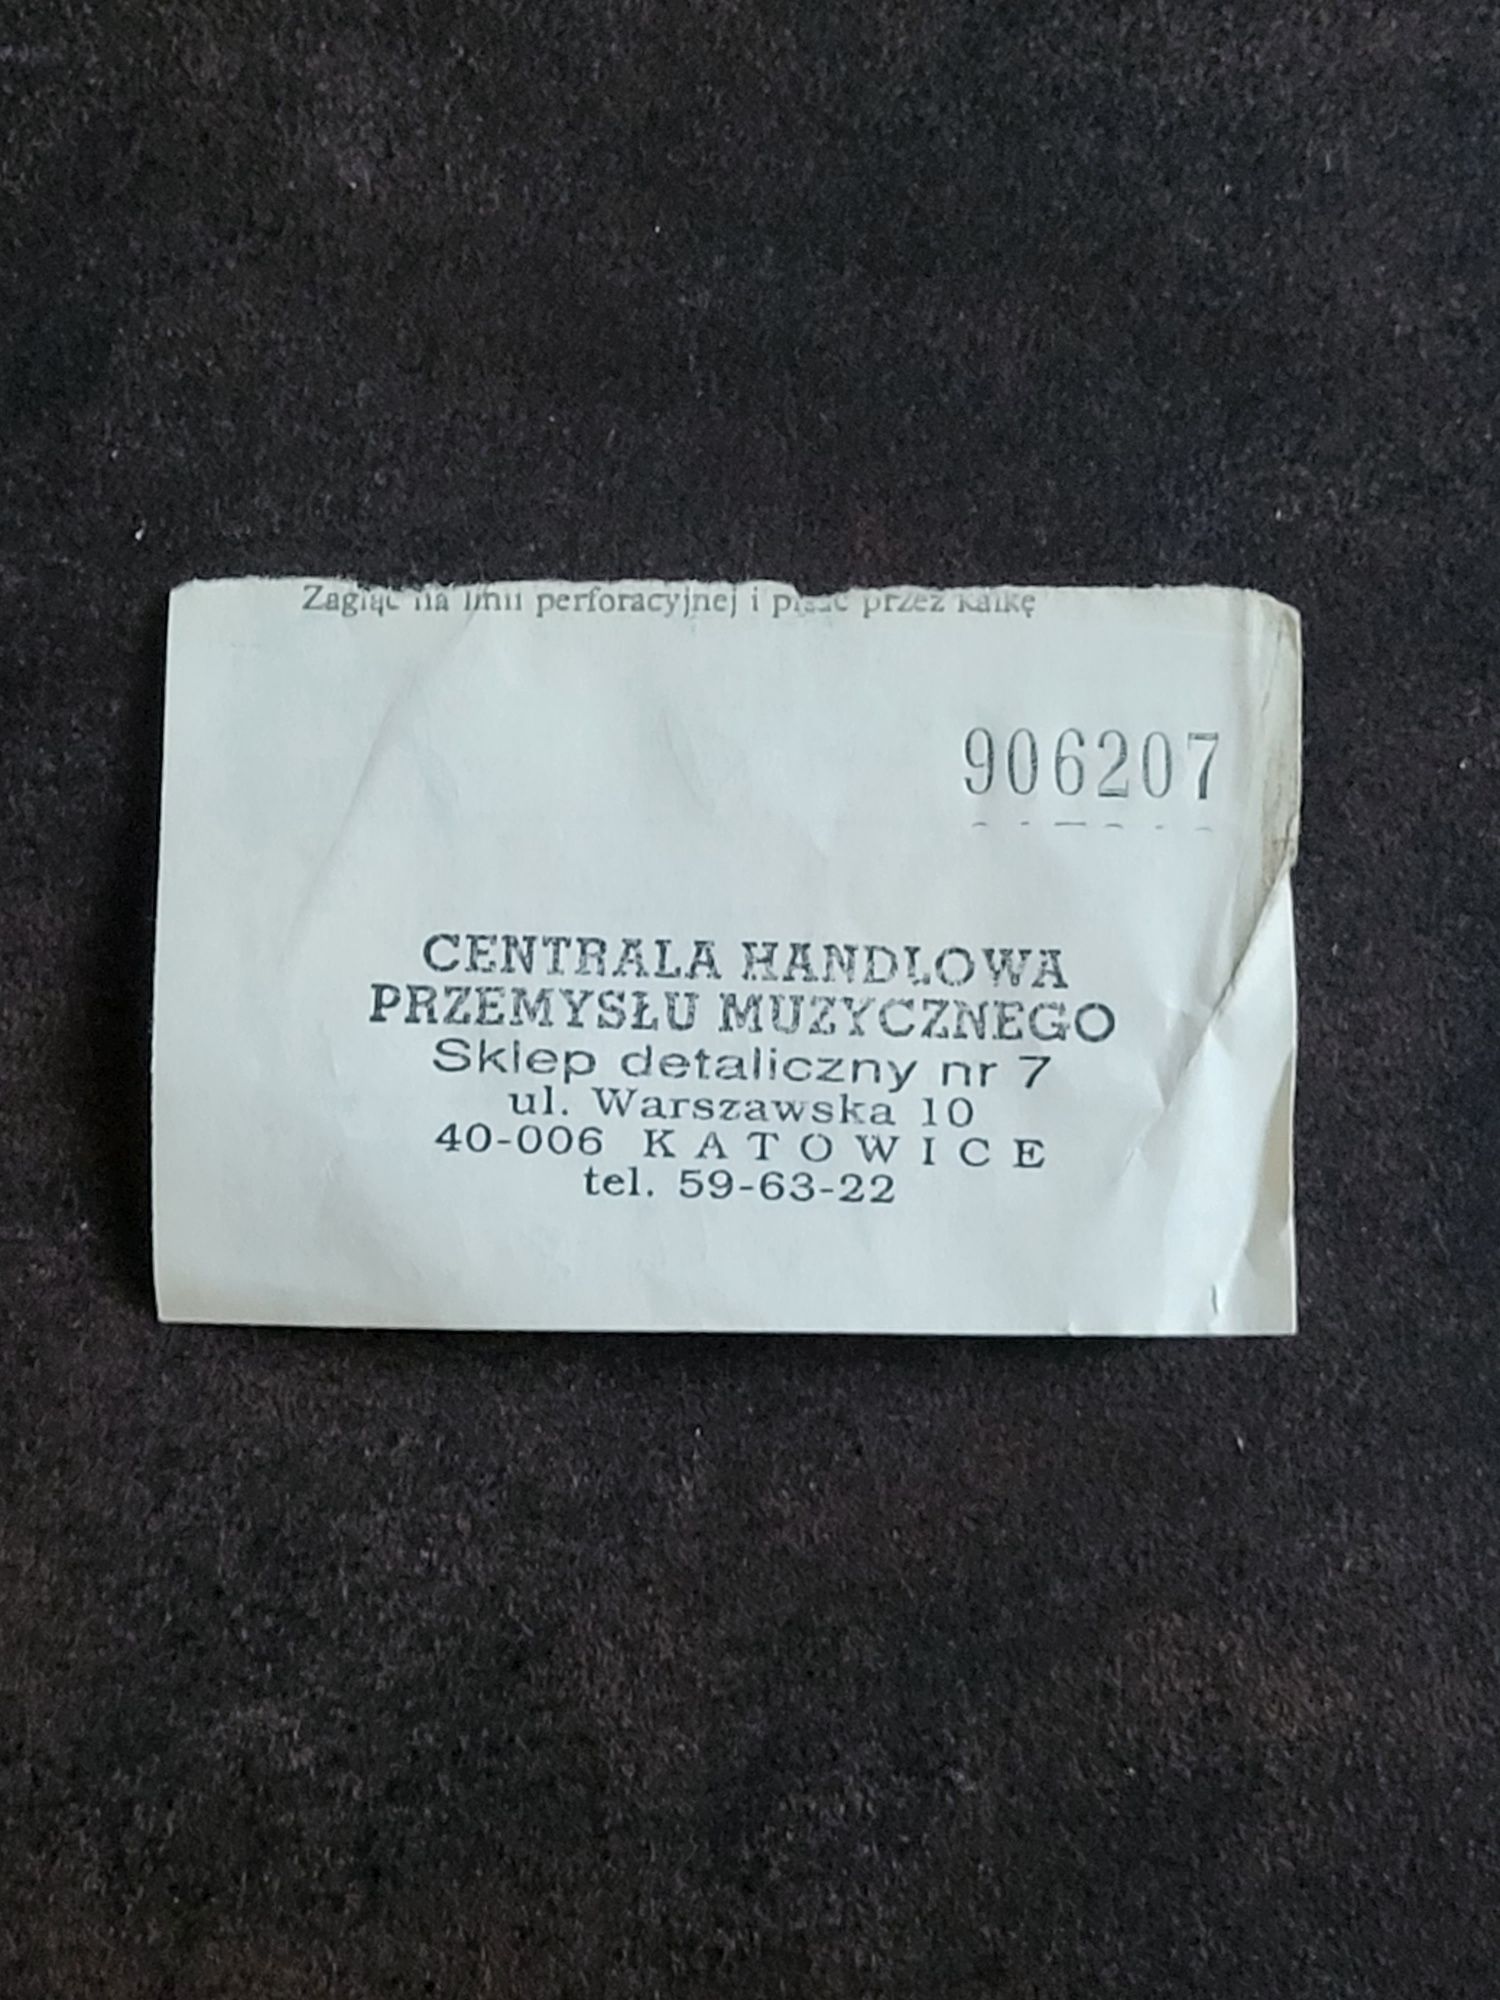 Zagiąć na linii perforacyjnej i pisać przez kalkę
906207
CENTRALA HANDLOWA
PRZEMYSŁU MUZYCZNEGO
Sklep detaliczny nr 7
ul. Warszawska 10
40-006 KATOWICE
tel. 59-63-22